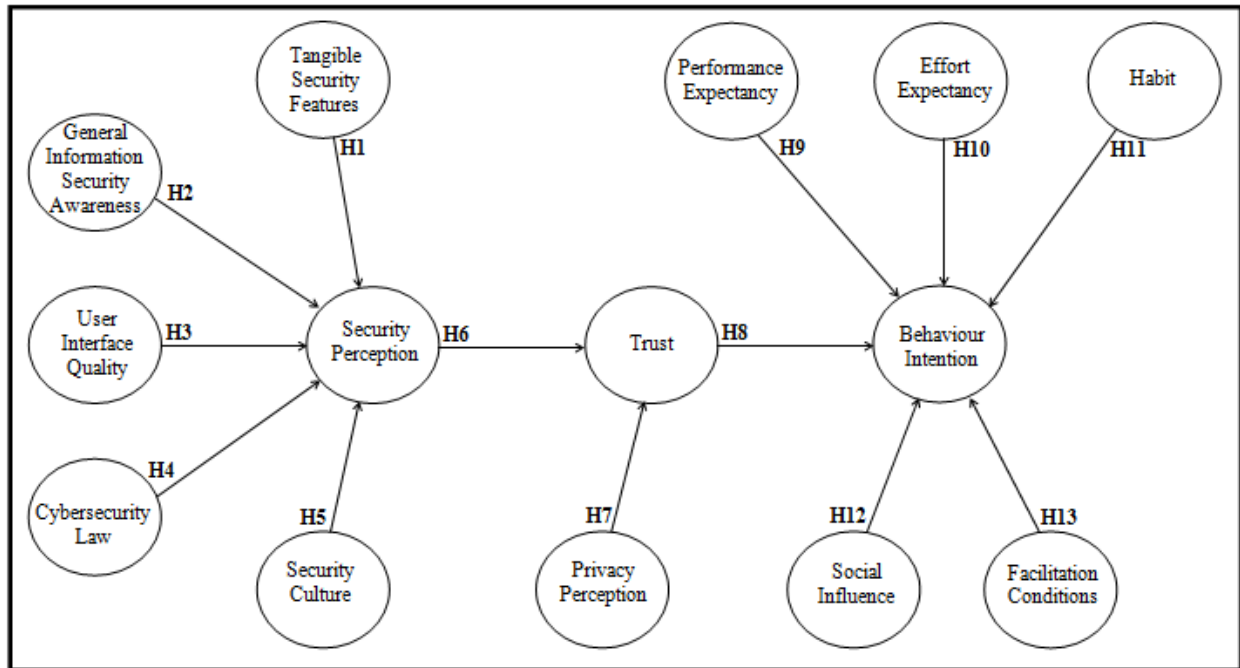 Tangible
Security
Features
H1
Performance
Expectancy
H9
Effort
Expectancy
H10
Habit
H11
General
Information
Security
Awareness
H2
User
Interface
Quality
H3
Security
Perception
H6
Trust
H8
Behaviour
Intention
Cybersecurity
Law
H4
Security
Culture
H5
Privacy
Perception
H7
Social
Influence
H12
Facilitation
Conditions
H13